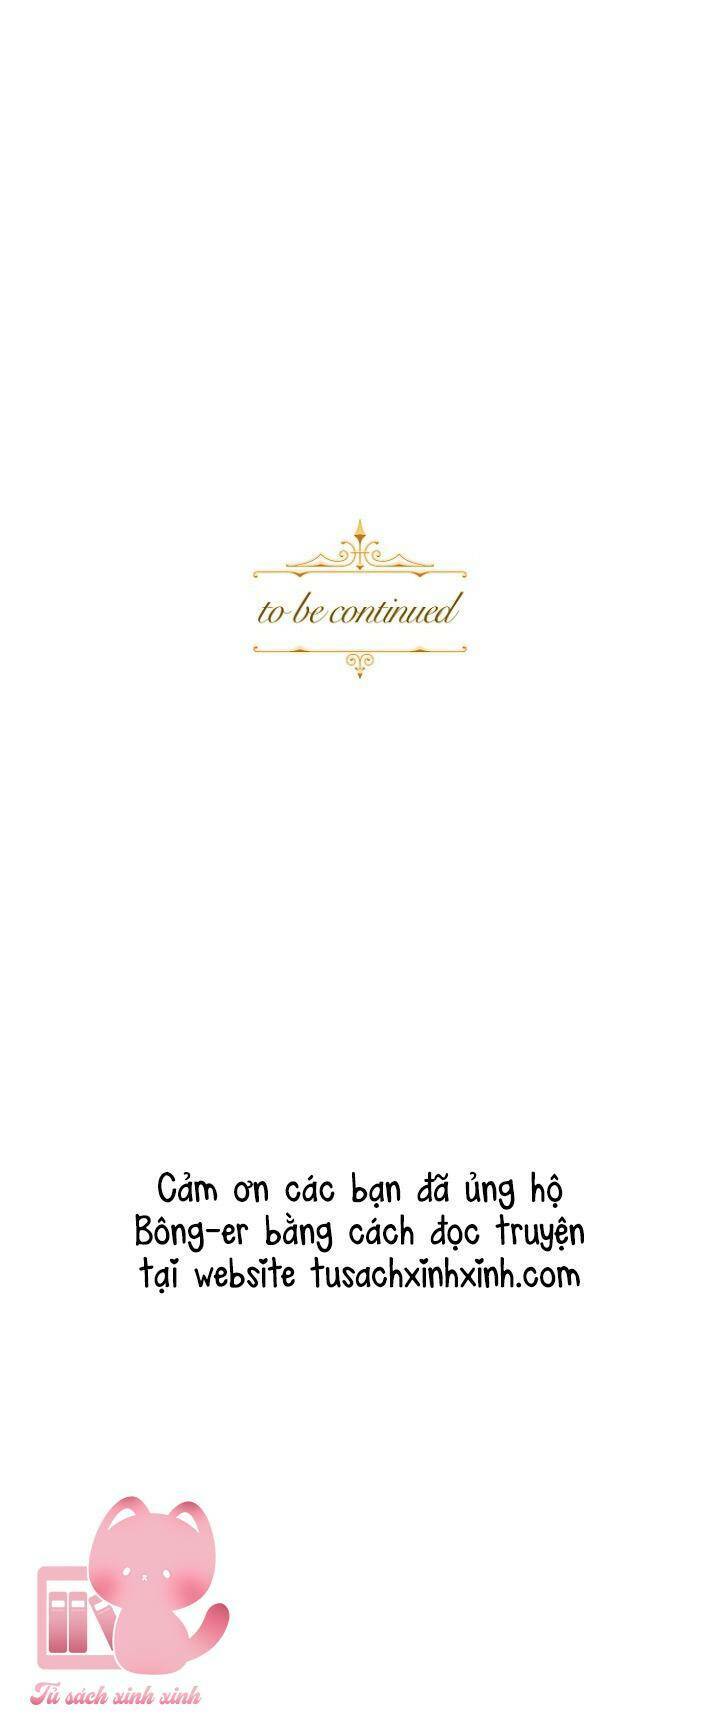 to be continued
Cảm ơn các bạn đã ủng hộ
Bông-er bằng cách đọc truyện
tại website tusachxinhxinh.com
Tủ sách xinh xinh